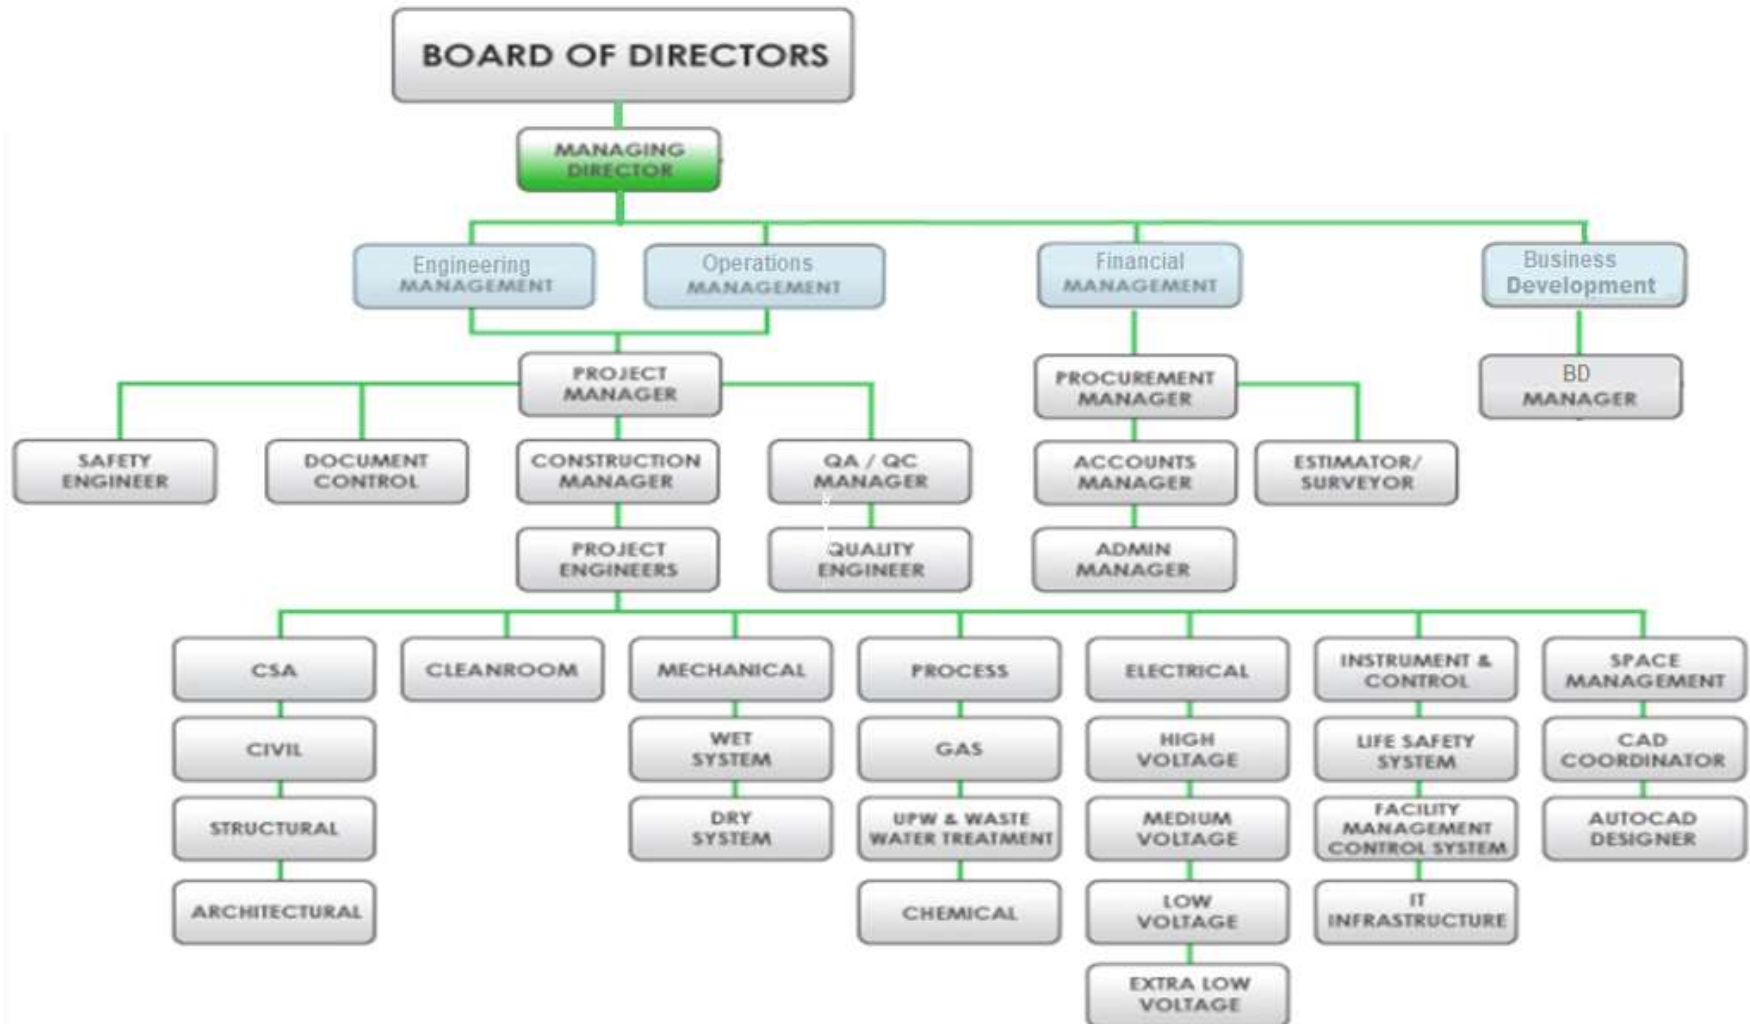 BOARD OF DIRECTORS
MANAGING
DIRECTOR
Engineering
MANAGEMENT
Operations
MANAGEMENT
Financial
MANAGEMENT
Business
Development
PROJECT
MANAGER
PROCUREMENT
MANAGER
BD
MANAGER
SAFETY
ENGINEER
DOCUMENT
CONTROL
CONSTRUCTION
MANAGER
QA / QC
MANAGER
ACCOUNTS
MANAGER
ESTIMATOR/
SURVEYOR
PROJECT
ENGINEERS
QUALITY
ENGINEER
ADMIN
MANAGER
CSA
CLEANROOM
MECHANICAL
PROCESS
ELECTRICAL
INSTRUMENT &
CONTROL
SPACE
MANAGEMENT
CIVIL
WET
SYSTEM
GAS
HIGH
VOLTAGE
LIFE SAFETY
SYSTEM
CAD
COORDINATOR
STRUCTURAL
DRY
SYSTEM
UPW & WASTE
WATER TREATMENT
MEDIUM
VOLTAGE
FACILITY
MANAGEMENT
CONTROL SYSTEM
AUTOCAD
DESIGNER
ARCHITECTURAL
CHEMICAL
LOW
VOLTAGE
IT
INFRASTRUCTURE
EXTRA LOW
VOLTAGE